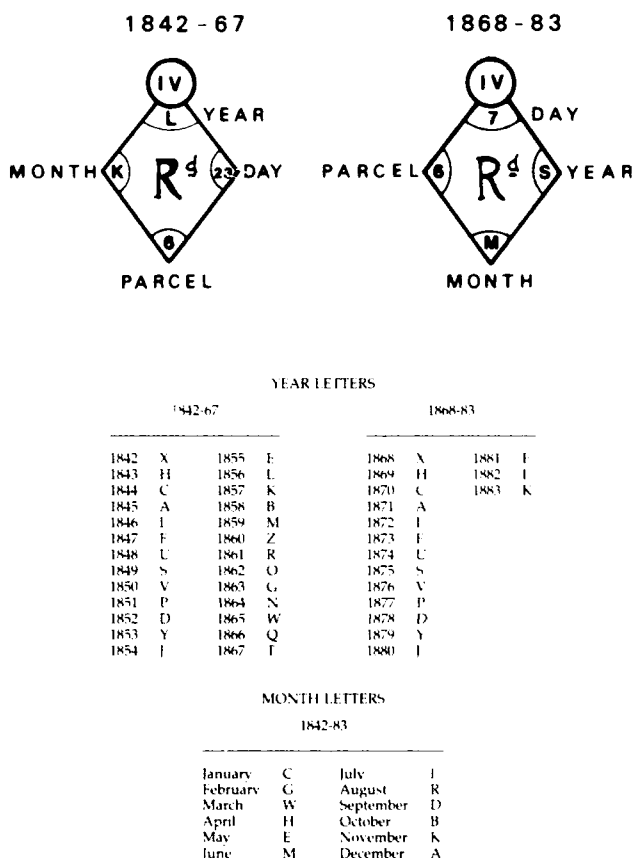 1842 - 67 1868 - 83
IV IV
L YEAR 7 DAY
MONTH K Rd 23 DAY PARCEL 6 Rd S YEAR
6 M
PARCEL MONTH
YEAR LETTERS
1842-67 1868-83
1842 X 1855 E 1868 X 1881 E
1843 H 1856 L 1869 H 1882 L
1844 C 1857 K 1870 C 1883 K
1845 A 1858 B 1871 A
1846 I 1859 M 1872 I
1847 F 1860 Z 1873 F
1848 U 1861 R 1874 U
1849 S 1862 O 1875 S
1850 V 1863 G 1876 V
1851 P 1864 N 1877 P
1852 D 1865 W 1878 D
1853 Y 1866 Q 1879 Y
1854 J 1867 T 1880 J
MONTH LETTERS
1842-83
January C July I
February G August R
March W September D
April H October B
May E November K
June M December A